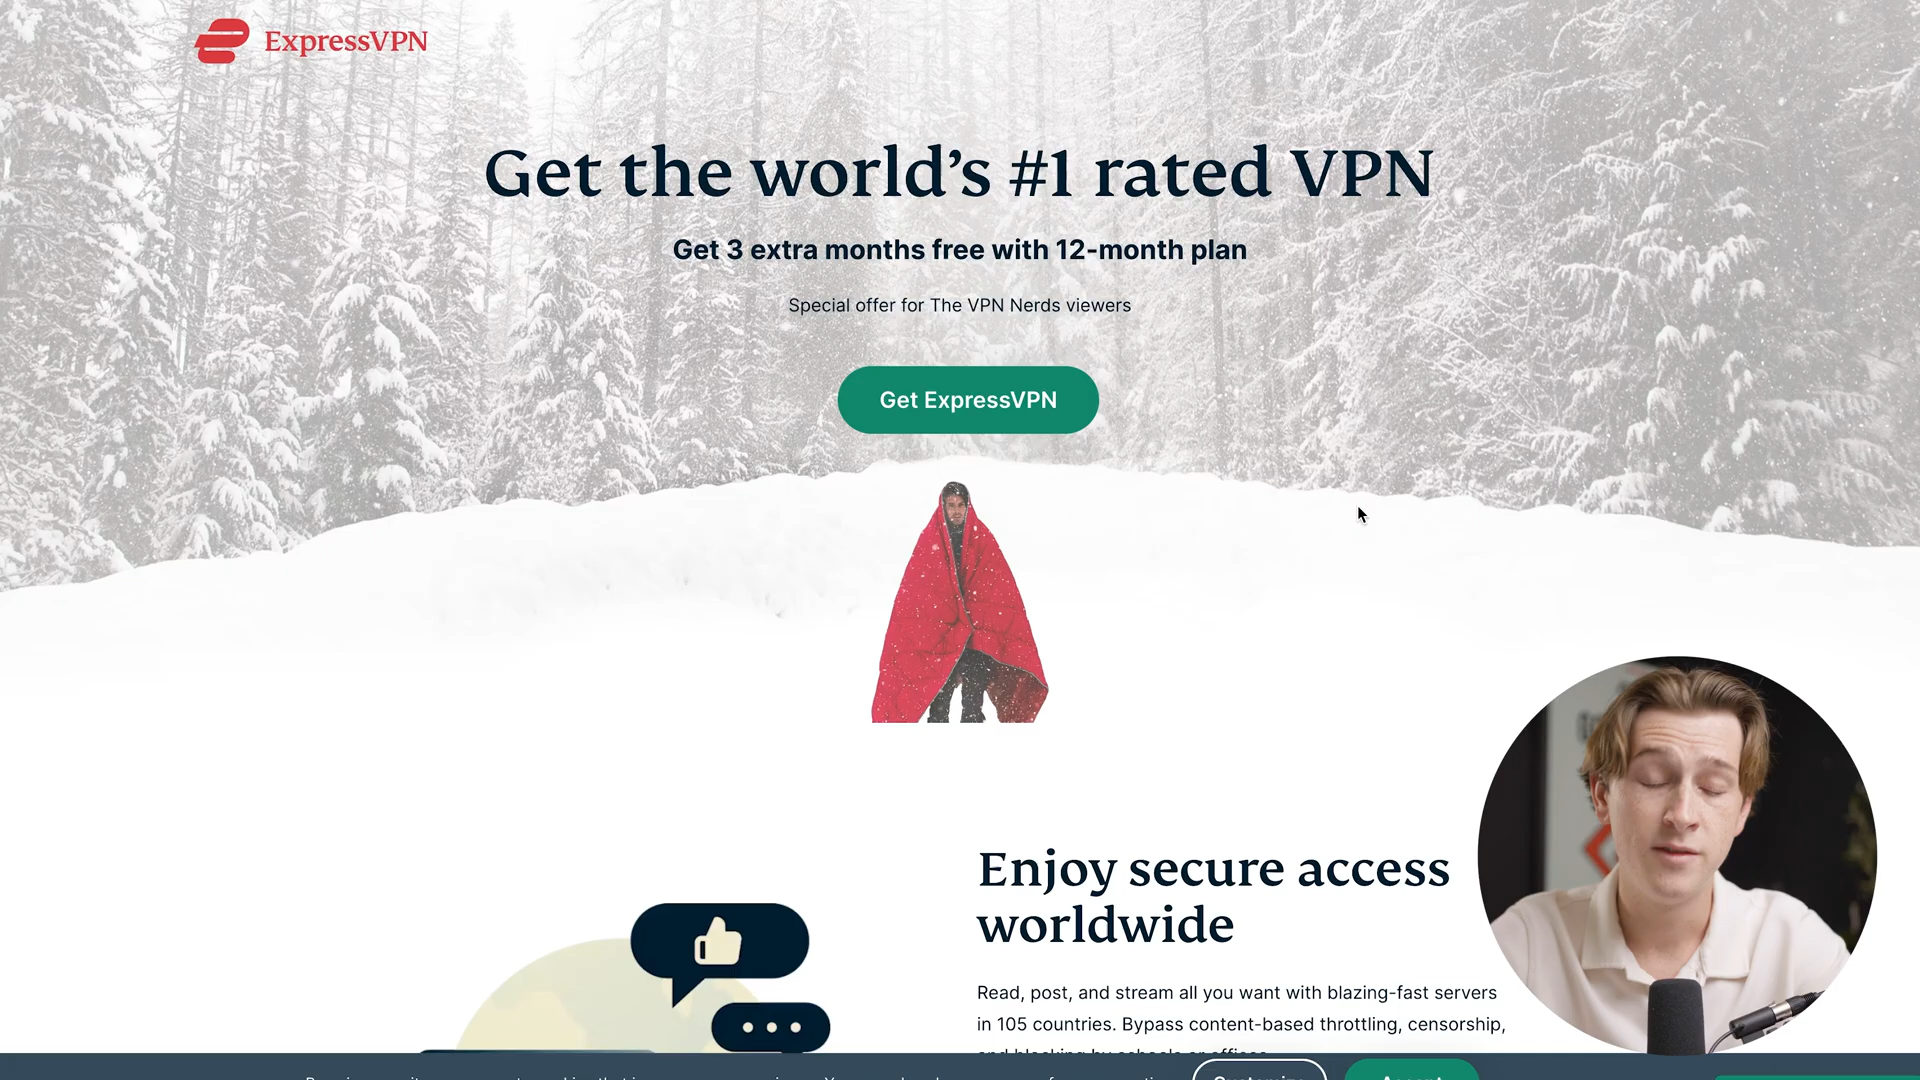 ExpressVPN
Get the world’s #1 rated VPN
Get 3 extra months free with 12-month plan
Special offer for The VPN Nerds viewers
Get ExpressVPN
Enjoy secure access
worldwide
Read, post, and stream all you want with blazing-fast servers
in 105 countries. Bypass content-based throttling, censorship,